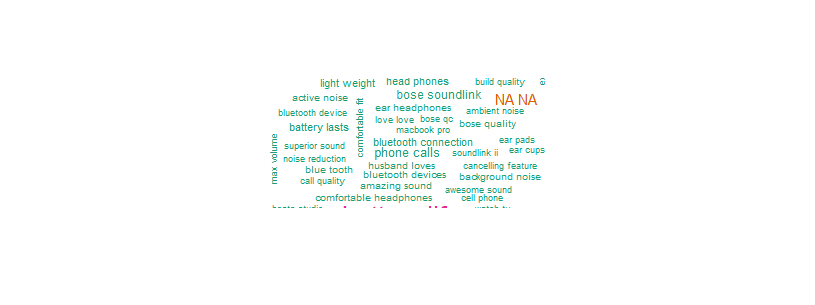 light weight
head phones
build quality
active noise
bose soundlink
NA NA
bluetooth device
comfortable fit
ear headphones
ambient noise
battery lasts
love love
bose qc
bose quality
macbook pro
max volume
superior sound
bluetooth connection
ear pads
noise reduction
phone calls
soundlink ii
ear cups
blue tooth
husband loves
cancelling feature
call quality
bluetooth devices
background noise
amazing sound
awesome sound
comfortable headphones
cell phone